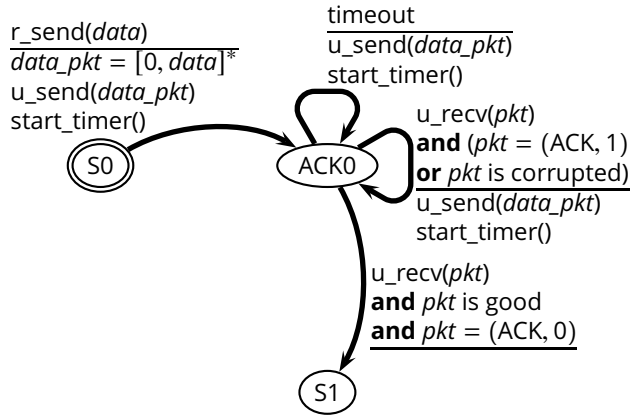 r_send(data)
data_pkt = [0, data]*
u_send(data_pkt)
start_timer()
timeout
u_send(data_pkt)
start_timer()
S0
ACK0
u_recv(pkt)
and (pkt = (ACK, 1)
or pkt is corrupted)
u_send(data_pkt)
start_timer()
u_recv(pkt)
and pkt is good
and pkt = (ACK, 0)
S1